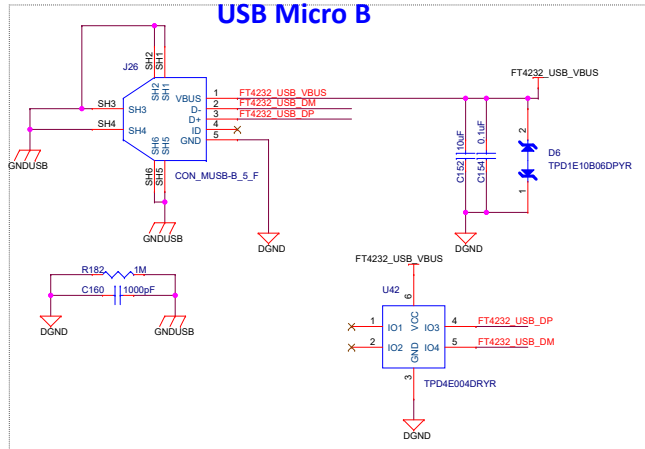 USB Micro B
J26
SH2
SH1
SH3
SH4
SH2
SH1
SH3
SH4
SH6
SH5
SH6
SH5
VBUS
D-
D+
ID
GND
1
2
3
4
5
FT4232_USB_VBUS
FT4232_USB_DM
FT4232_USB_DP
CON_MUSB-B_5_F
GNDUSB
GNDUSB
DGND
FT4232_USB_VBUS
C152
10uF
C154
0.1uF
2
1
D6
TPD1E10B06DPYR
DGND
R182
1M
C160
1000pF
DGND
GNDUSB
FT4232_USB_VBUS
U42
6
VCC
1
IO1
IO3
4
FT4232_USB_DP
2
IO2
IO4
5
FT4232_USB_DM
GND
3
TPD4E004DRYR
DGND